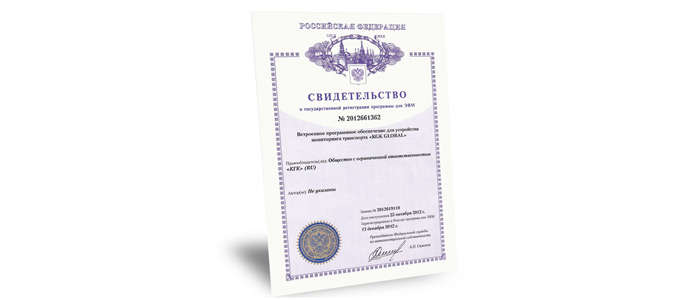 РОССИЙСКАЯ ФЕДЕРАЦИЯ
СВИДЕТЕЛЬСТВО
о государственной регистрации программы для ЭВМ
№ 2012661362
Встроенное программное обеспечение для устройства
мониторинга транспорта «KGK GLOBAL»
Правообладатель(ли): Общество с ограниченной ответственностью
«КГК» (RU)
Автор(ы): Не указаны
Заявка № 2012619110
Дата поступления 23 октября 2012 г.
Зарегистрировано в Реестре программ для ЭВМ
13 декабря 2012 г.
Руководитель Федеральной службы
по интеллектуальной собственности
Б.П. Симонов